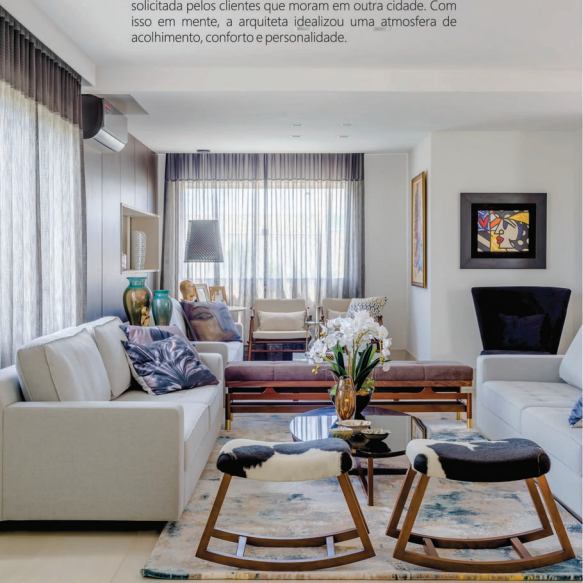 solicitada pelos clientes que moram em outra cidade. Com
isso em mente, a arquiteta idealizou uma atmosfera de
acolhimento, conforto e personalidade.